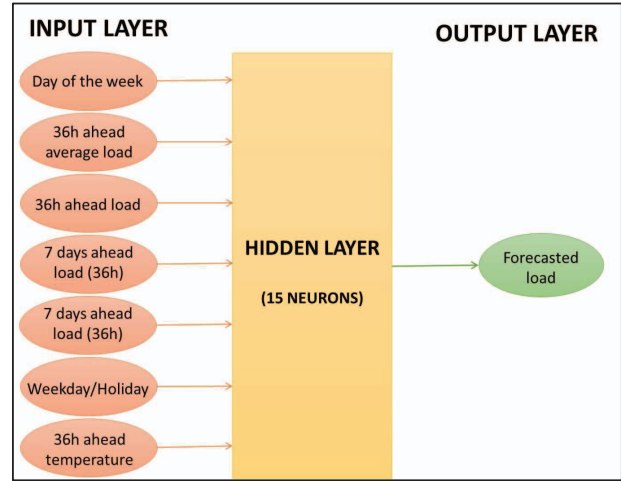 INPUT LAYER
Day of the week
36h ahead
average load
36h ahead load
7 days ahead
load (36h)
7 days ahead
load (36h)
Weekday/Holiday
36h ahead
temperature
HIDDEN LAYER
(15 NEURONS)
OUTPUT LAYER
Forecasted
load